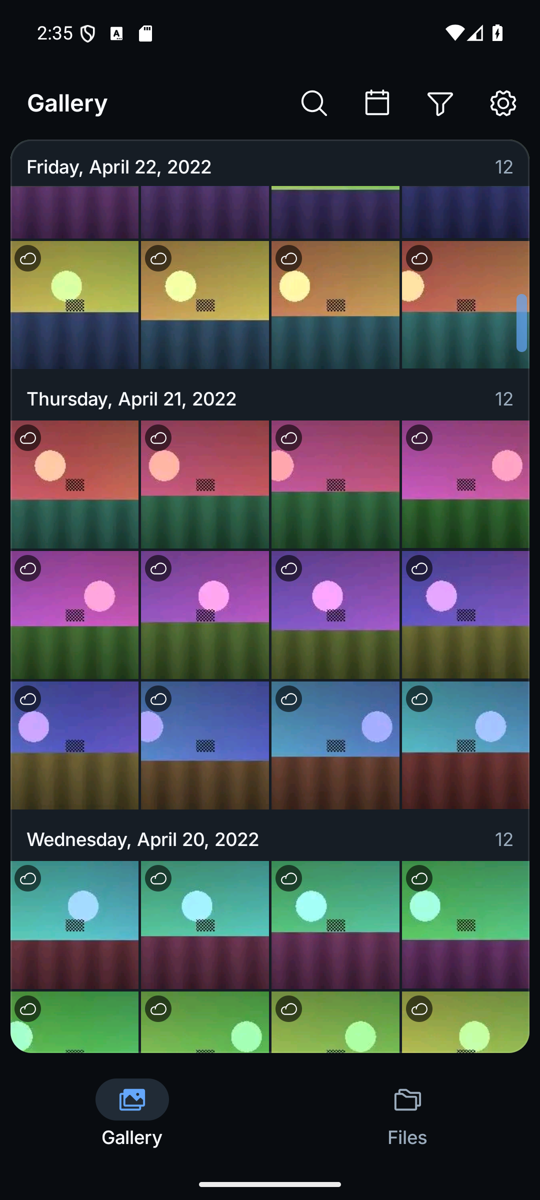 2:35
Gallery
Friday, April 22, 2022 12
Thursday, April 21, 2022 12
Wednesday, April 20, 2022 12
Gallery Files